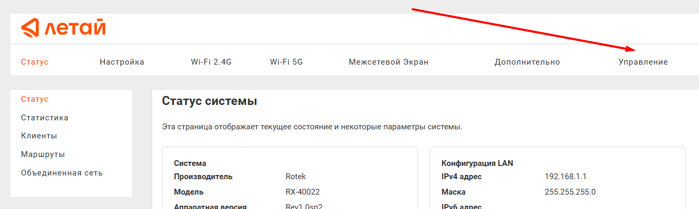 летай
Статус Настройка Wi-Fi 2.4G Wi-Fi 5G Межсетевой Экран Дополнительно Управление
Статус
Статистика
Клиенты
Маршруты
Объединенная сеть
Статус системы
Эта страница отображает текущее состояние и некоторые параметры системы.
Система
Производитель Rotek
Модель RX-40022
Аппаратная версия Rev1.0sp2
Конфигурация LAN
IPv4 адрес 192.168.1.1
Маска 255.255.255.0
IPv6 адрес